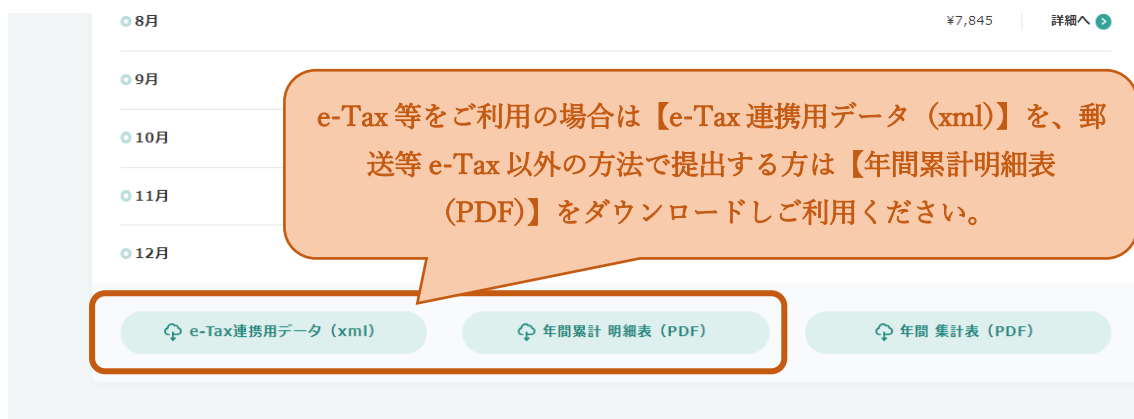 8月 ¥7,845 詳細へ
9月
e-Tax 等をご利用の場合は【e-Tax 連携用データ（xml)】を、郵
10月
送等 e-Tax 以外の方法で提出する方は【年間累計明細表
11月
（PDF)】をダウンロードしご利用ください。
12月
e-Tax連携用データ（xml） 年間累計 明細表（PDF） 年間 集計表（PDF）